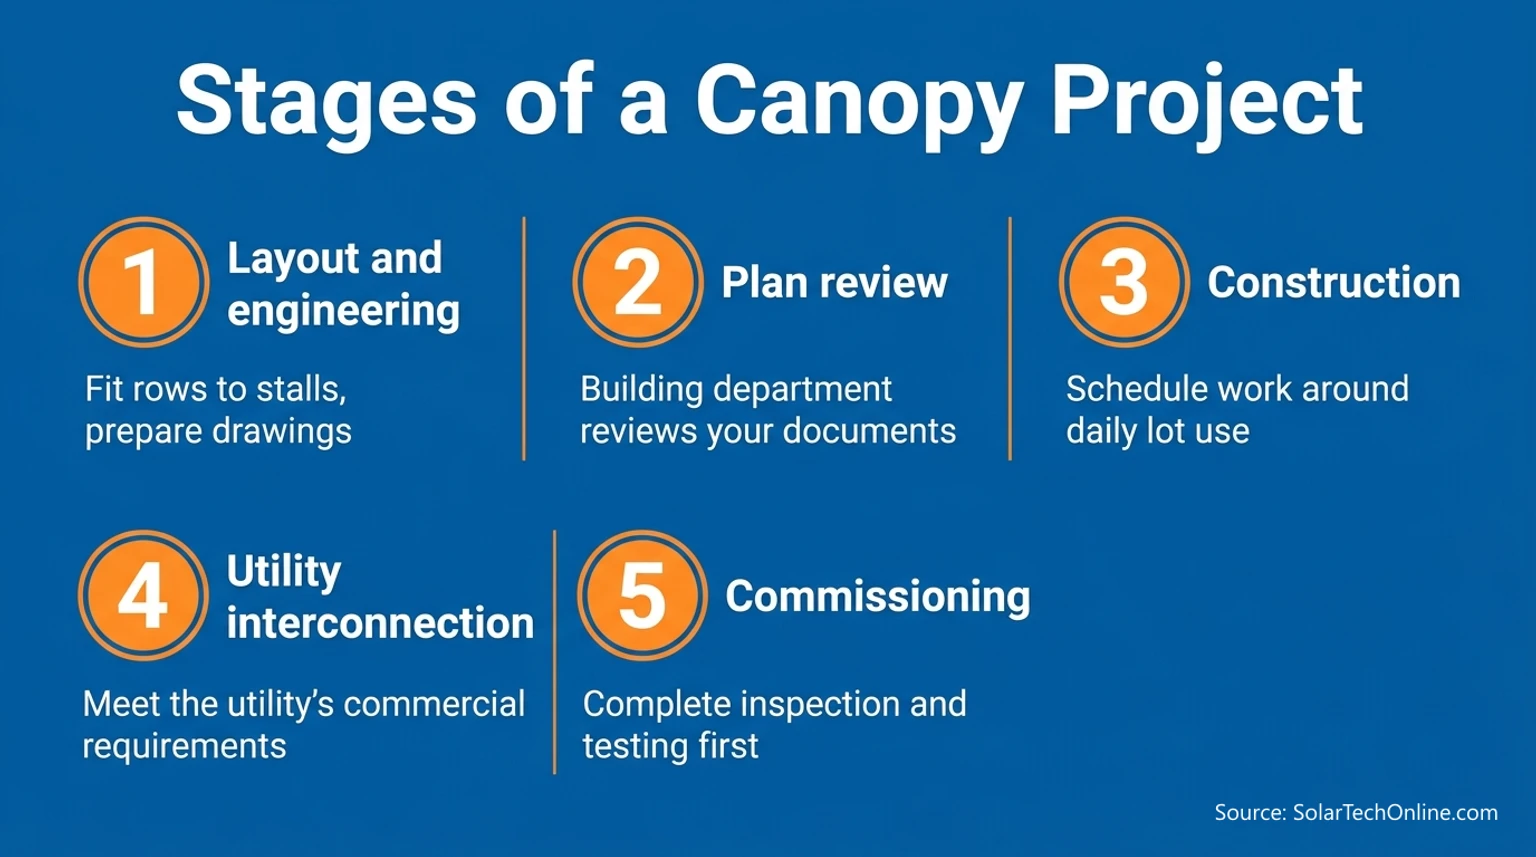 Stages of a Canopy Project
1
Layout and
engineering
Fit rows to stalls,
prepare drawings
2
Plan review
Building department
reviews your documents
3
Construction
Schedule work around
daily lot use
4
Utility
interconnection
Meet the utility’s commercial
requirements
5
Commissioning
Complete inspection and
testing first
Source: SolarTechOnline.com